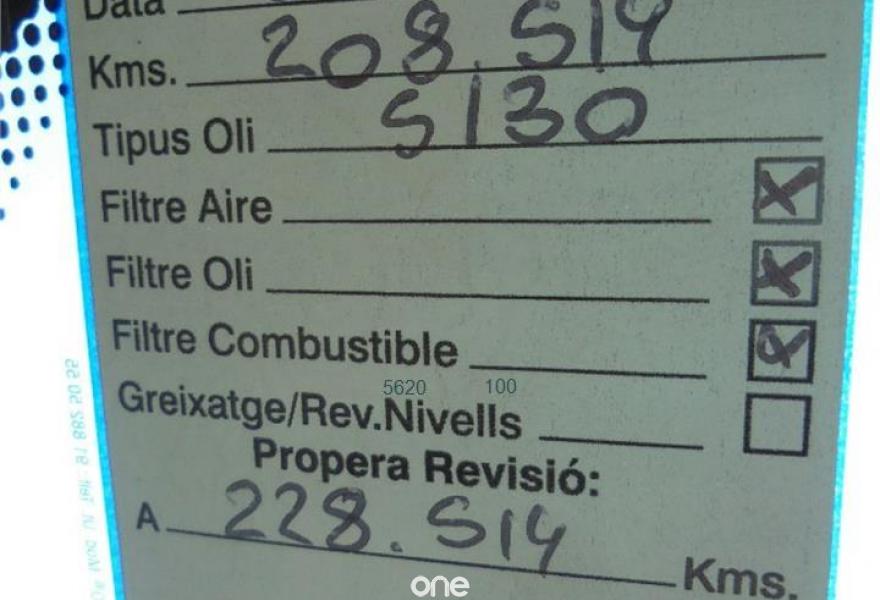 Data
Kms. 208.514
Tipus Oli 5130
Filtre Aire X
Filtre Oli X
Filtre Combustible X
5620 100
Greixatge/Rev.Nivells
Propera Revisió:
A 228.514 Kms.
one